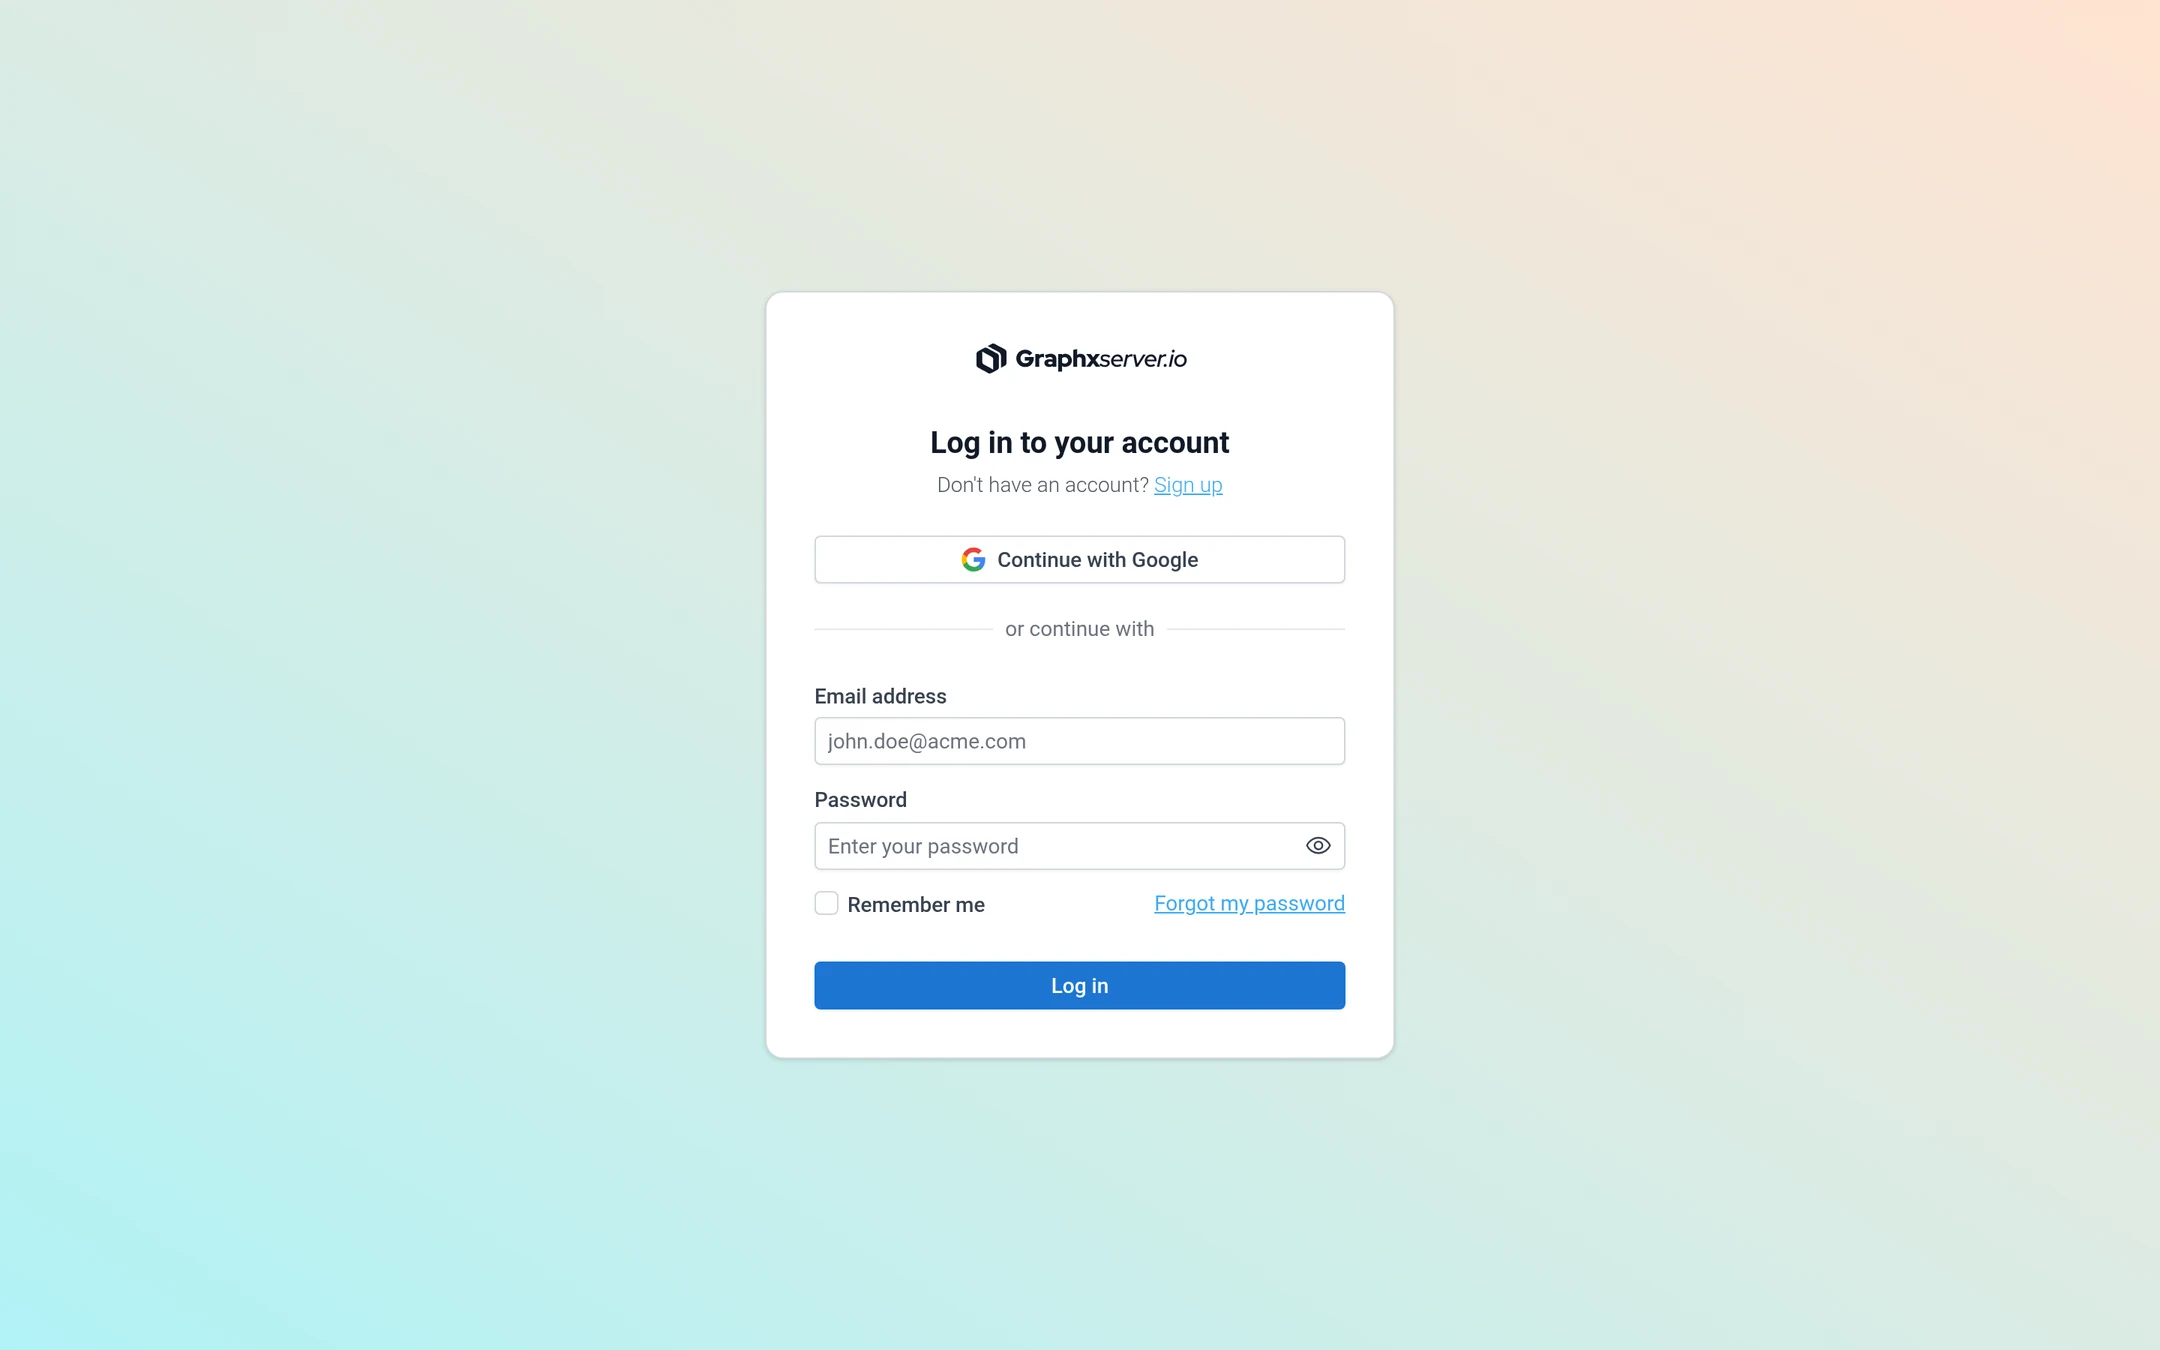 Graphxserver.io
Log in to your account
Don't have an account? Sign up
Continue with Google
or continue with
Email address
john.doe@acme.com
Password
Enter your password
Remember me
Forgot my password
Log in